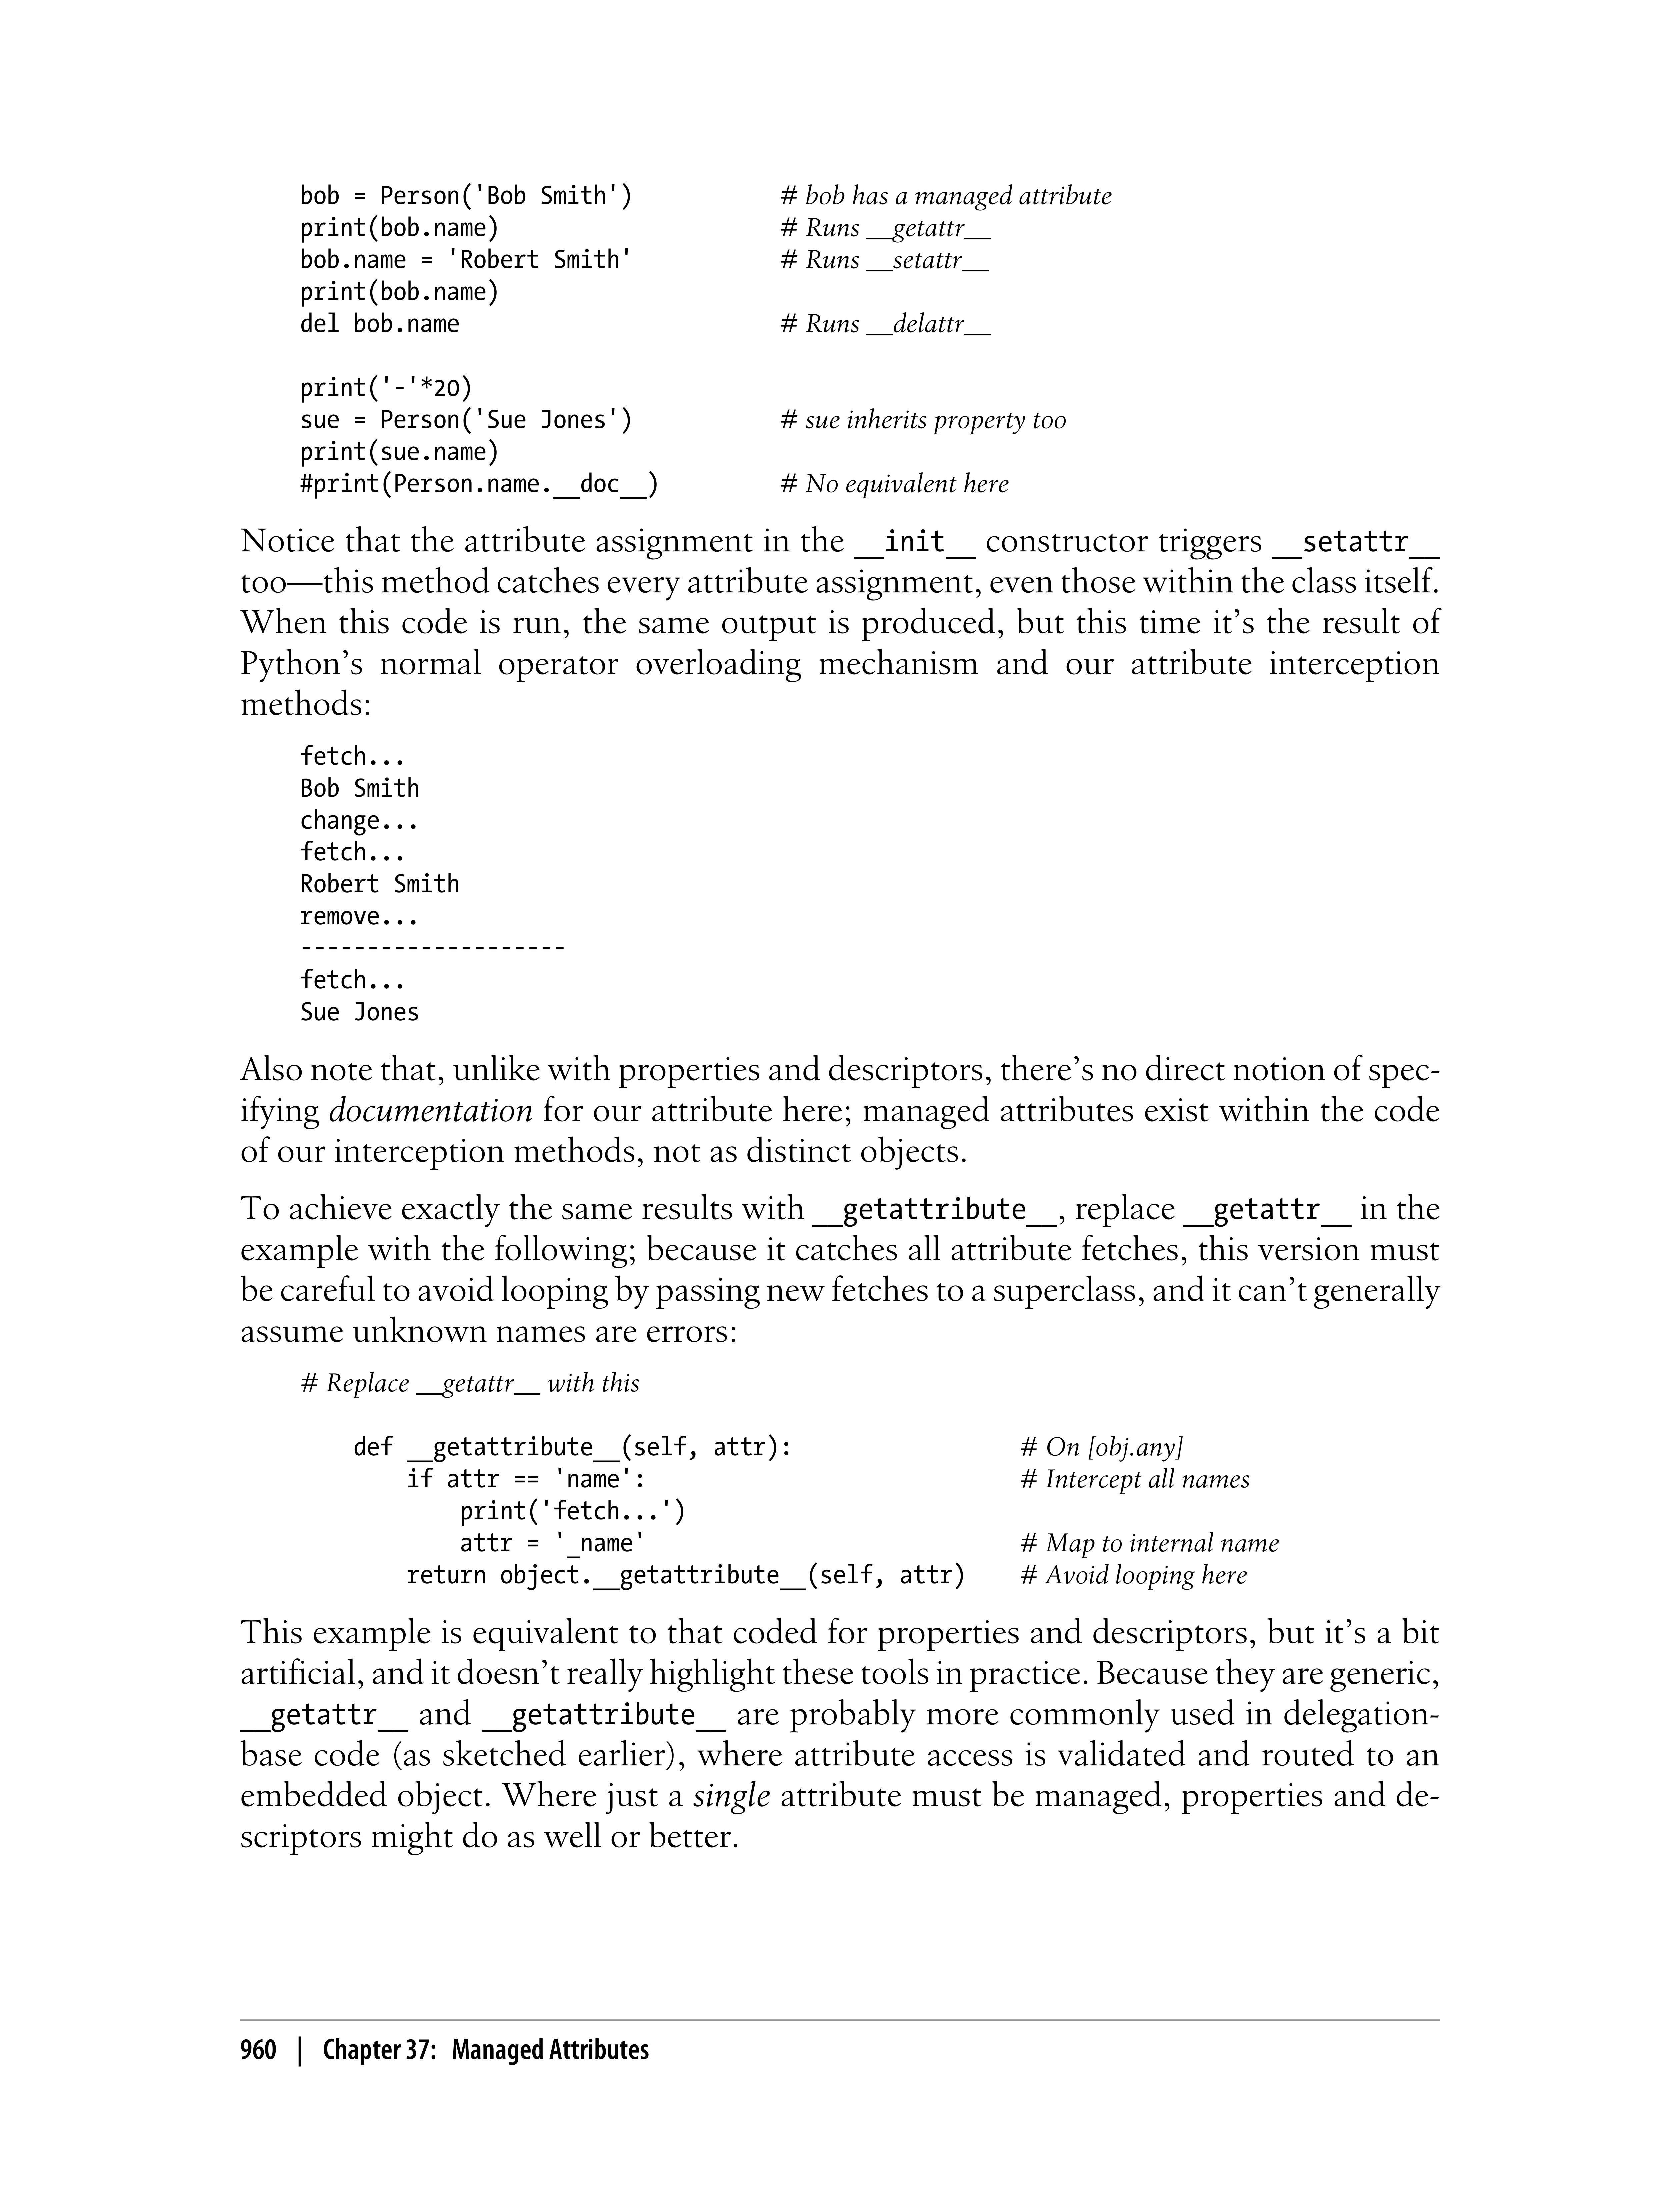 bob = Person('Bob Smith') # bob has a managed attribute
print(bob.name) # Runs __getattr__
bob.name = 'Robert Smith' # Runs __setattr__
print(bob.name)
del bob.name # Runs __delattr__
print('-'*20)
sue = Person('Sue Jones') # sue inherits property too
print(sue.name)
#print(Person.name.__doc__) # No equivalent here
Notice that the attribute assignment in the __init__ constructor triggers __setattr__
too—this method catches every attribute assignment, even those within the class itself.
When this code is run, the same output is produced, but this time it’s the result of
Python’s normal operator overloading mechanism and our attribute interception
methods:
fetch...
Bob Smith
change...
fetch...
Robert Smith
remove...
--------------------
fetch...
Sue Jones
Also note that, unlike with properties and descriptors, there’s no direct notion of spec-
ifying documentation for our attribute here; managed attributes exist within the code
of our interception methods, not as distinct objects.
To achieve exactly the same results with __getattribute__, replace __getattr__ in the
example with the following; because it catches all attribute fetches, this version must
be careful to avoid looping by passing new fetches to a superclass, and it can’t generally
assume unknown names are errors:
# Replace __getattr__ with this
def __getattribute__(self, attr): # On [obj.any]
if attr == 'name': # Intercept all names
print('fetch...')
attr = '_name' # Map to internal name
return object.__getattribute__(self, attr) # Avoid looping here
This example is equivalent to that coded for properties and descriptors, but it’s a bit
artificial, and it doesn’t really highlight these tools in practice. Because they are generic,
__getattr__ and __getattribute__ are probably more commonly used in delegation-
base code (as sketched earlier), where attribute access is validated and routed to an
embedded object. Where just a single attribute must be managed, properties and de-
scriptors might do as well or better.
960 | Chapter 37: Managed Attributes